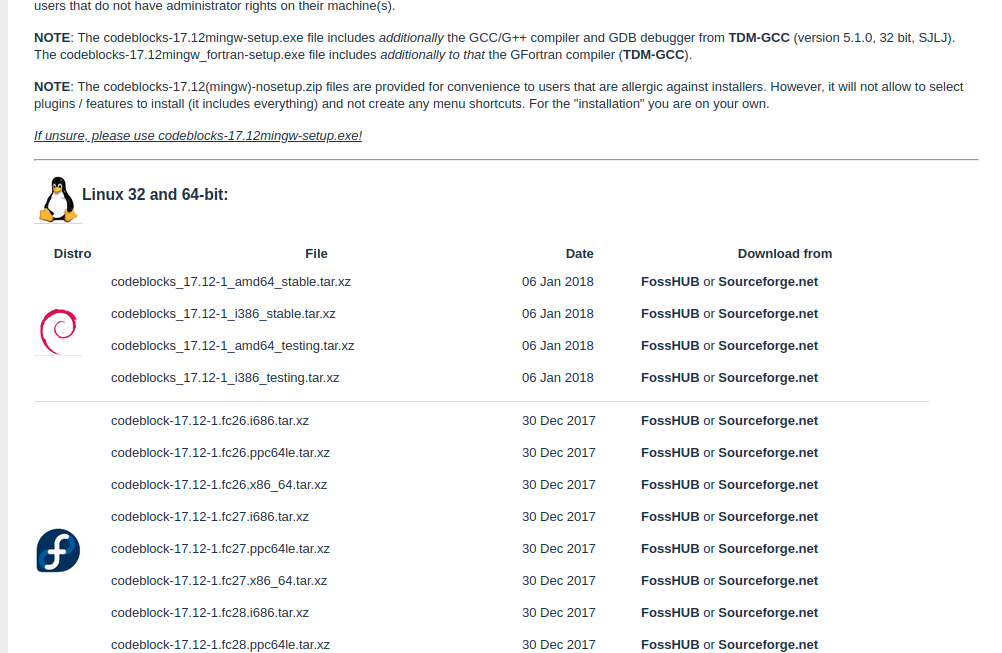 users that do not have administrator rights on their machine(s).
NOTE: The codeblocks-17.12mingw-setup.exe file includes additionally the GCC/G++ compiler and GDB debugger from TDM-GCC (version 5.1.0, 32 bit, SJLJ).
The codeblocks-17.12mingw_fortran-setup.exe file includes additionally to that the GFortran compiler (TDM-GCC).
NOTE: The codeblocks-17.12(mingw)-nosetup.zip files are provided for convenience to users that are allergic against installers. However, it will not allow to select
plugins / features to install (it includes everything) and not create any menu shortcuts. For the "installation" you are on your own.
If unsure, please use codeblocks-17.12mingw-setup.exe!
Linux 32 and 64-bit:
Distro File Date Download from
codeblocks_17.12-1_amd64_stable.tar.xz 06 Jan 2018 FossHUB or Sourceforge.net
codeblocks_17.12-1_i386_stable.tar.xz 06 Jan 2018 FossHUB or Sourceforge.net
codeblocks_17.12-1_amd64_testing.tar.xz 06 Jan 2018 FossHUB or Sourceforge.net
codeblocks_17.12-1_i386_testing.tar.xz 06 Jan 2018 FossHUB or Sourceforge.net
codeblock-17.12-1.fc26.i686.tar.xz 30 Dec 2017 FossHUB or Sourceforge.net
codeblock-17.12-1.fc26.ppc64le.tar.xz 30 Dec 2017 FossHUB or Sourceforge.net
codeblock-17.12-1.fc26.x86_64.tar.xz 30 Dec 2017 FossHUB or Sourceforge.net
codeblock-17.12-1.fc27.i686.tar.xz 30 Dec 2017 FossHUB or Sourceforge.net
codeblock-17.12-1.fc27.ppc64le.tar.xz 30 Dec 2017 FossHUB or Sourceforge.net
codeblock-17.12-1.fc27.x86_64.tar.xz 30 Dec 2017 FossHUB or Sourceforge.net
codeblock-17.12-1.fc28.i686.tar.xz 30 Dec 2017 FossHUB or Sourceforge.net
codeblock-17.12-1.fc28.ppc64le.tar.xz 30 Dec 2017 FossHUB or Sourceforge.net